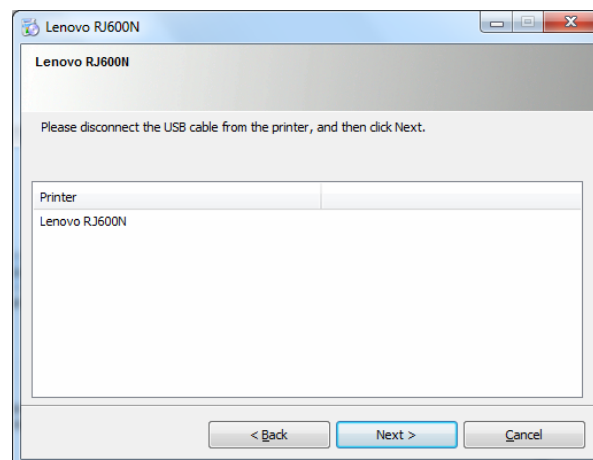 Lenovo RJ600N
Lenovo RJ600N
Please disconnect the USB cable from the printer, and then click Next.
Printer
Lenovo RJ600N
< Back
Next >
Cancel